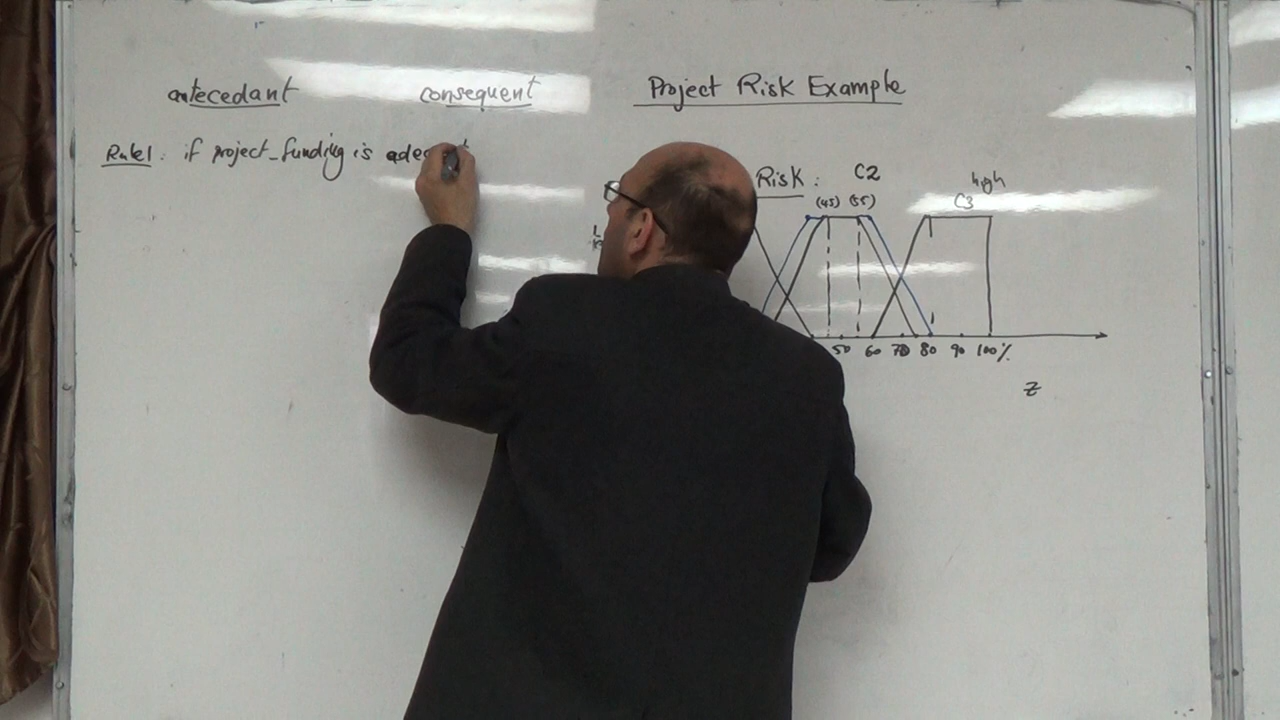 antecedant consequent
Project Risk Example
Rule1: if project_funding is
Risk: C2
(45) (55)
high
C3
50 60 70 80 90 100%
z